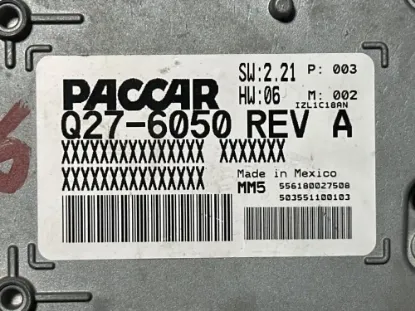 PACCAR
SW:2.21 P: 003
HW:06 M: 002
IZL1C18AN
Q27-6050 REV A
XXXXXXXXXXXXXXX XXXXXXX
XXXXXXXXXXXXXXX
Made in Mexico
MM5 556180027508
503551100103